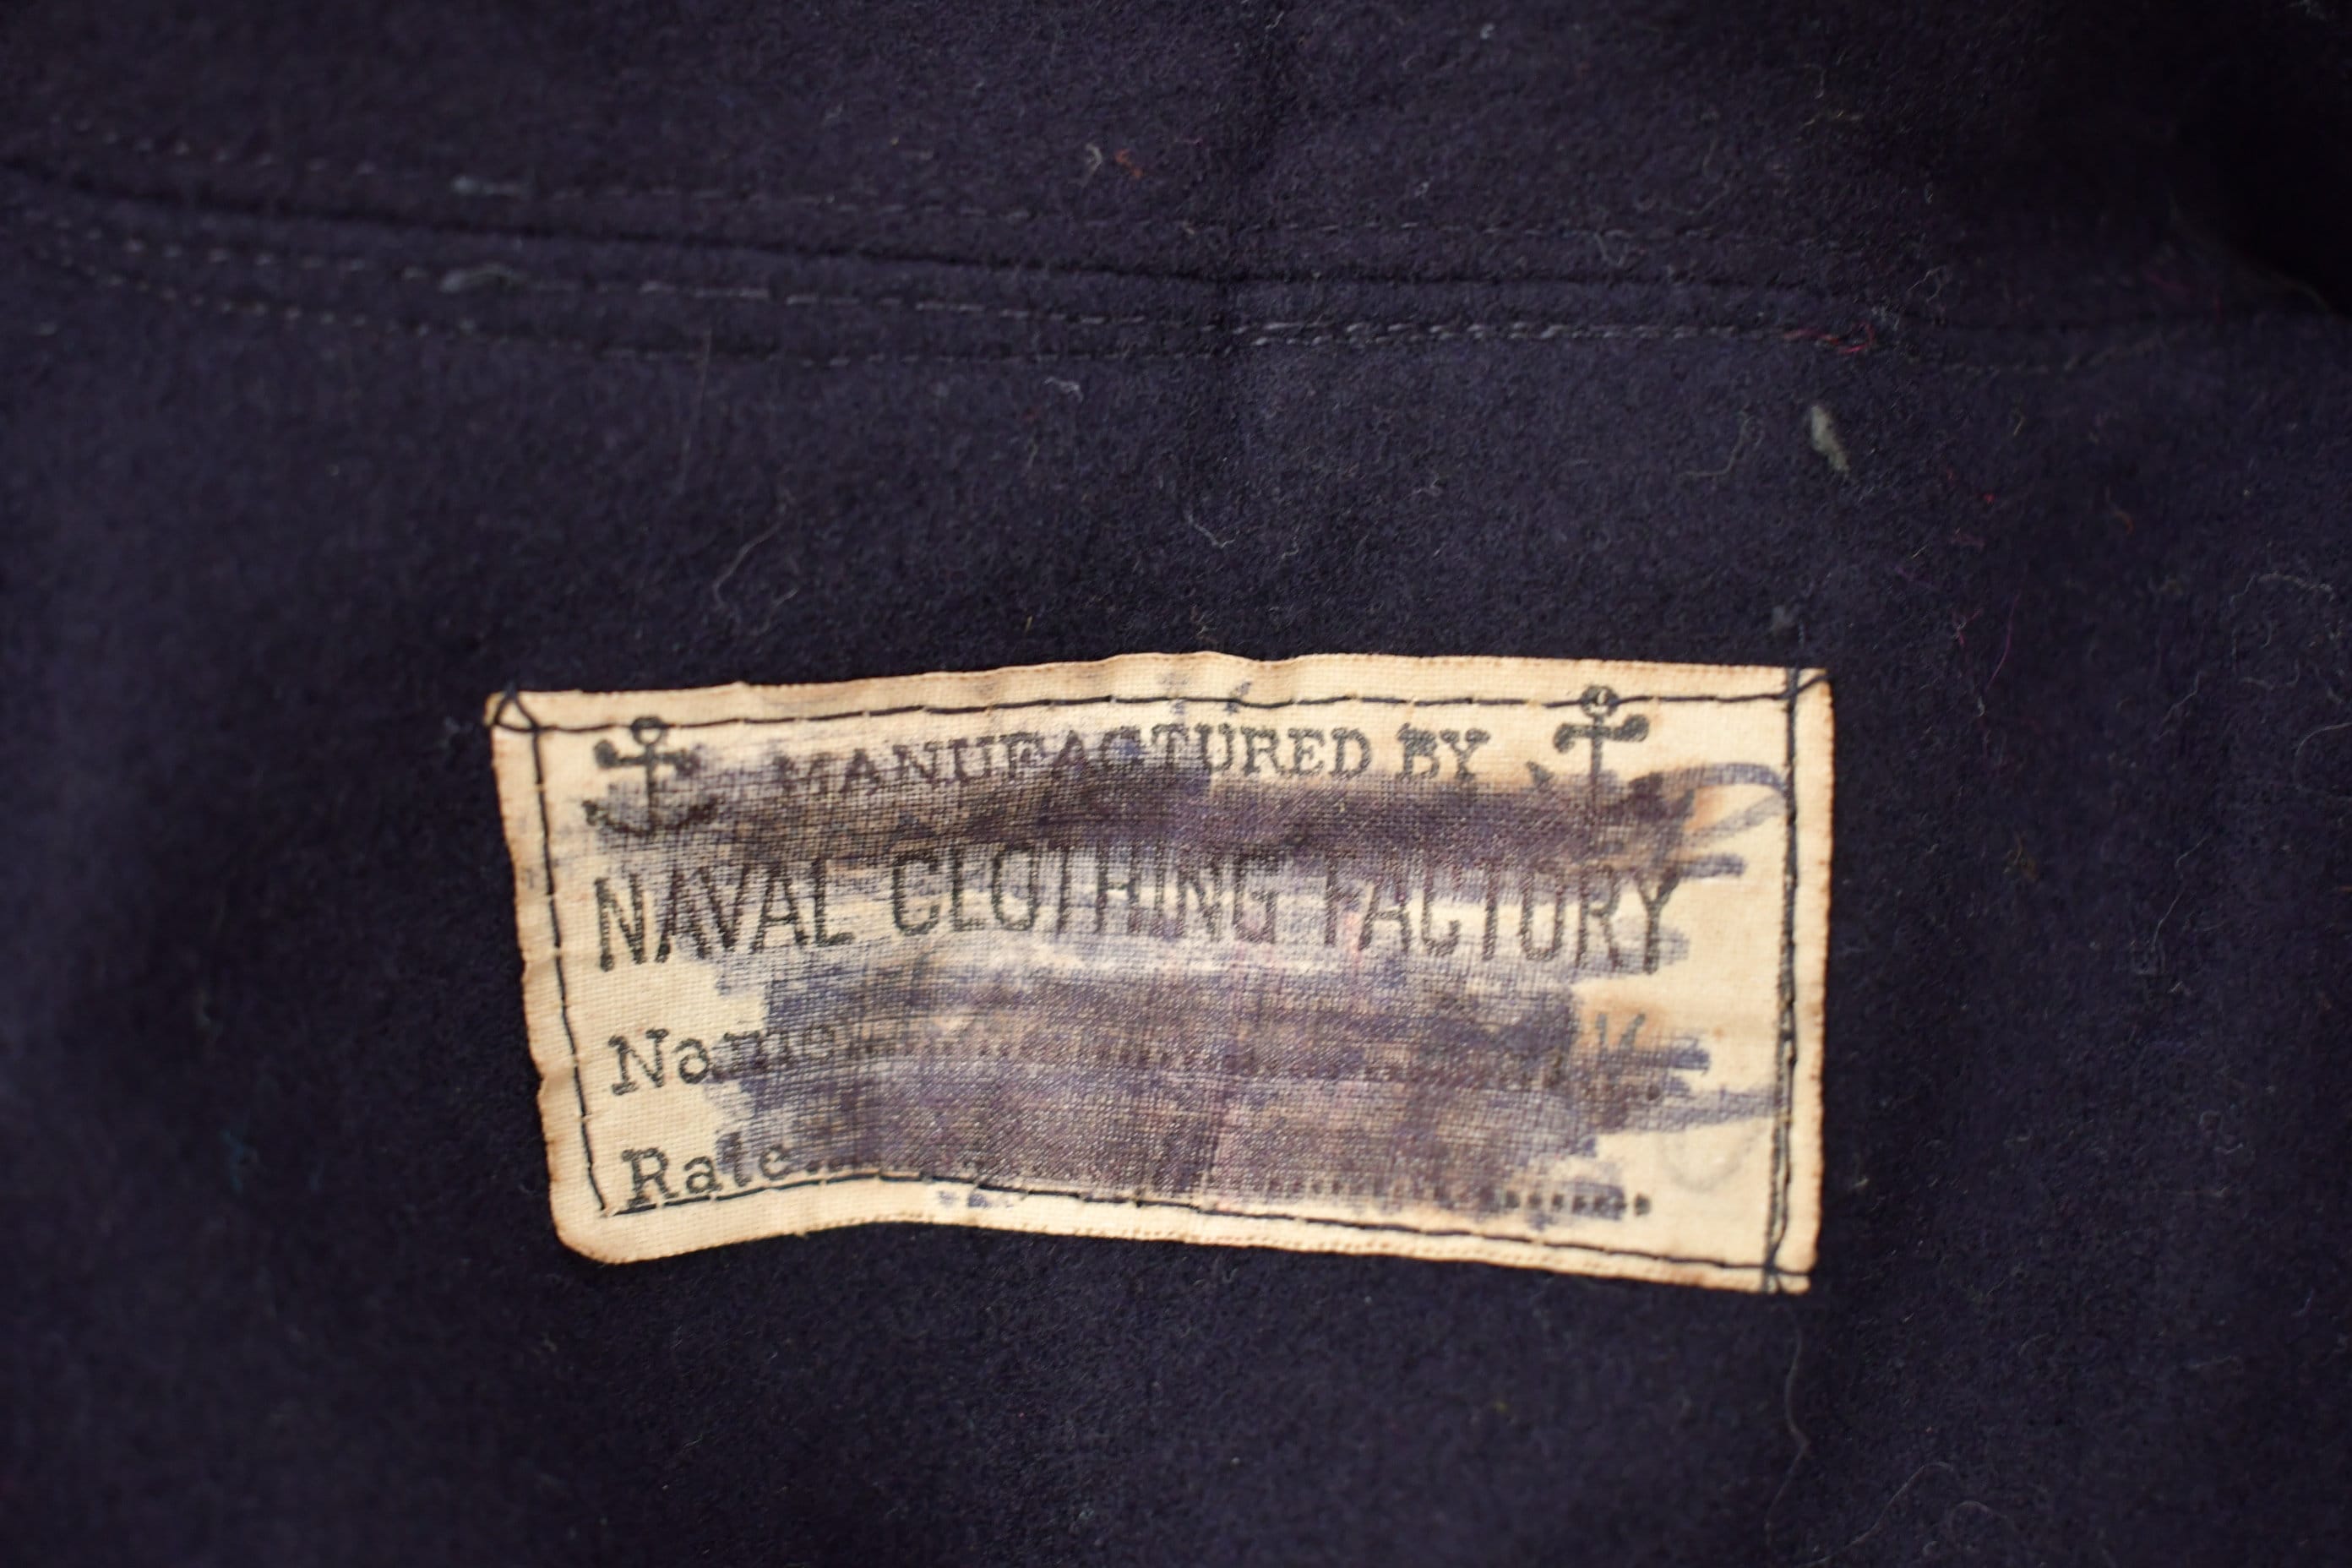 MANUFACTURED BY
NAVAL CLOTHING FACTORY
Name
Rate